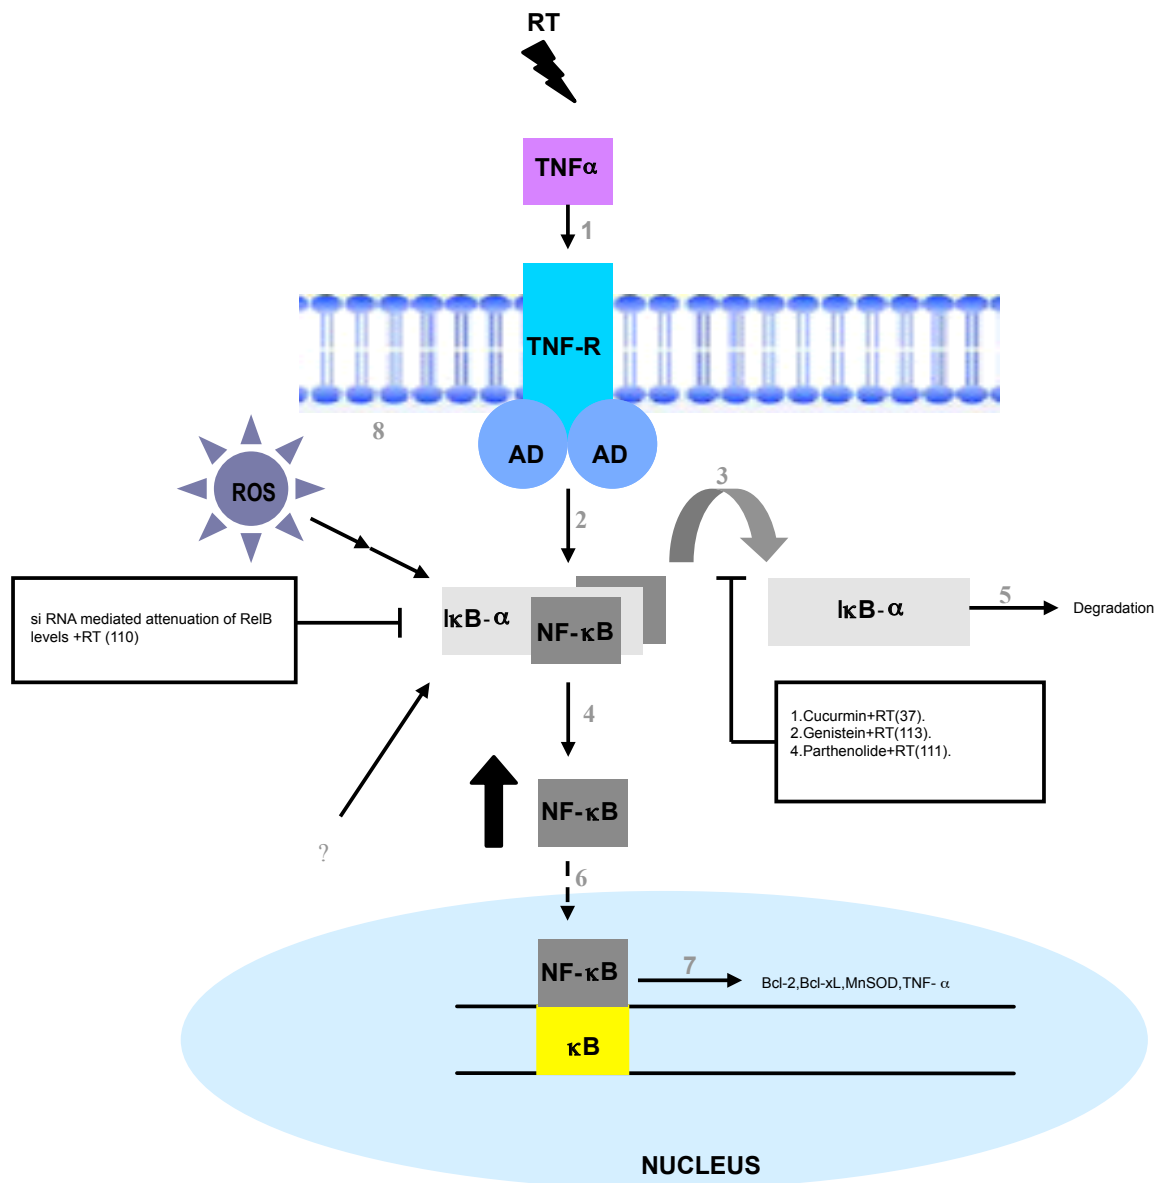 RT
TNFα
1
TNF-R
8
AD
AD
3
ROS
2
si RNA mediated attenuation of RelB
levels +RT (110)
IκB-α
NF-κB
IκB-α
5
Degradation
4
1.Cucurmin+RT(37).
2.Genistein+RT(113).
4.Parthenolide+RT(111).
NF-κB
?
6
NF-κB
7
Bcl-2,Bcl-xL,MnSOD,TNF- α
κB
NUCLEUS